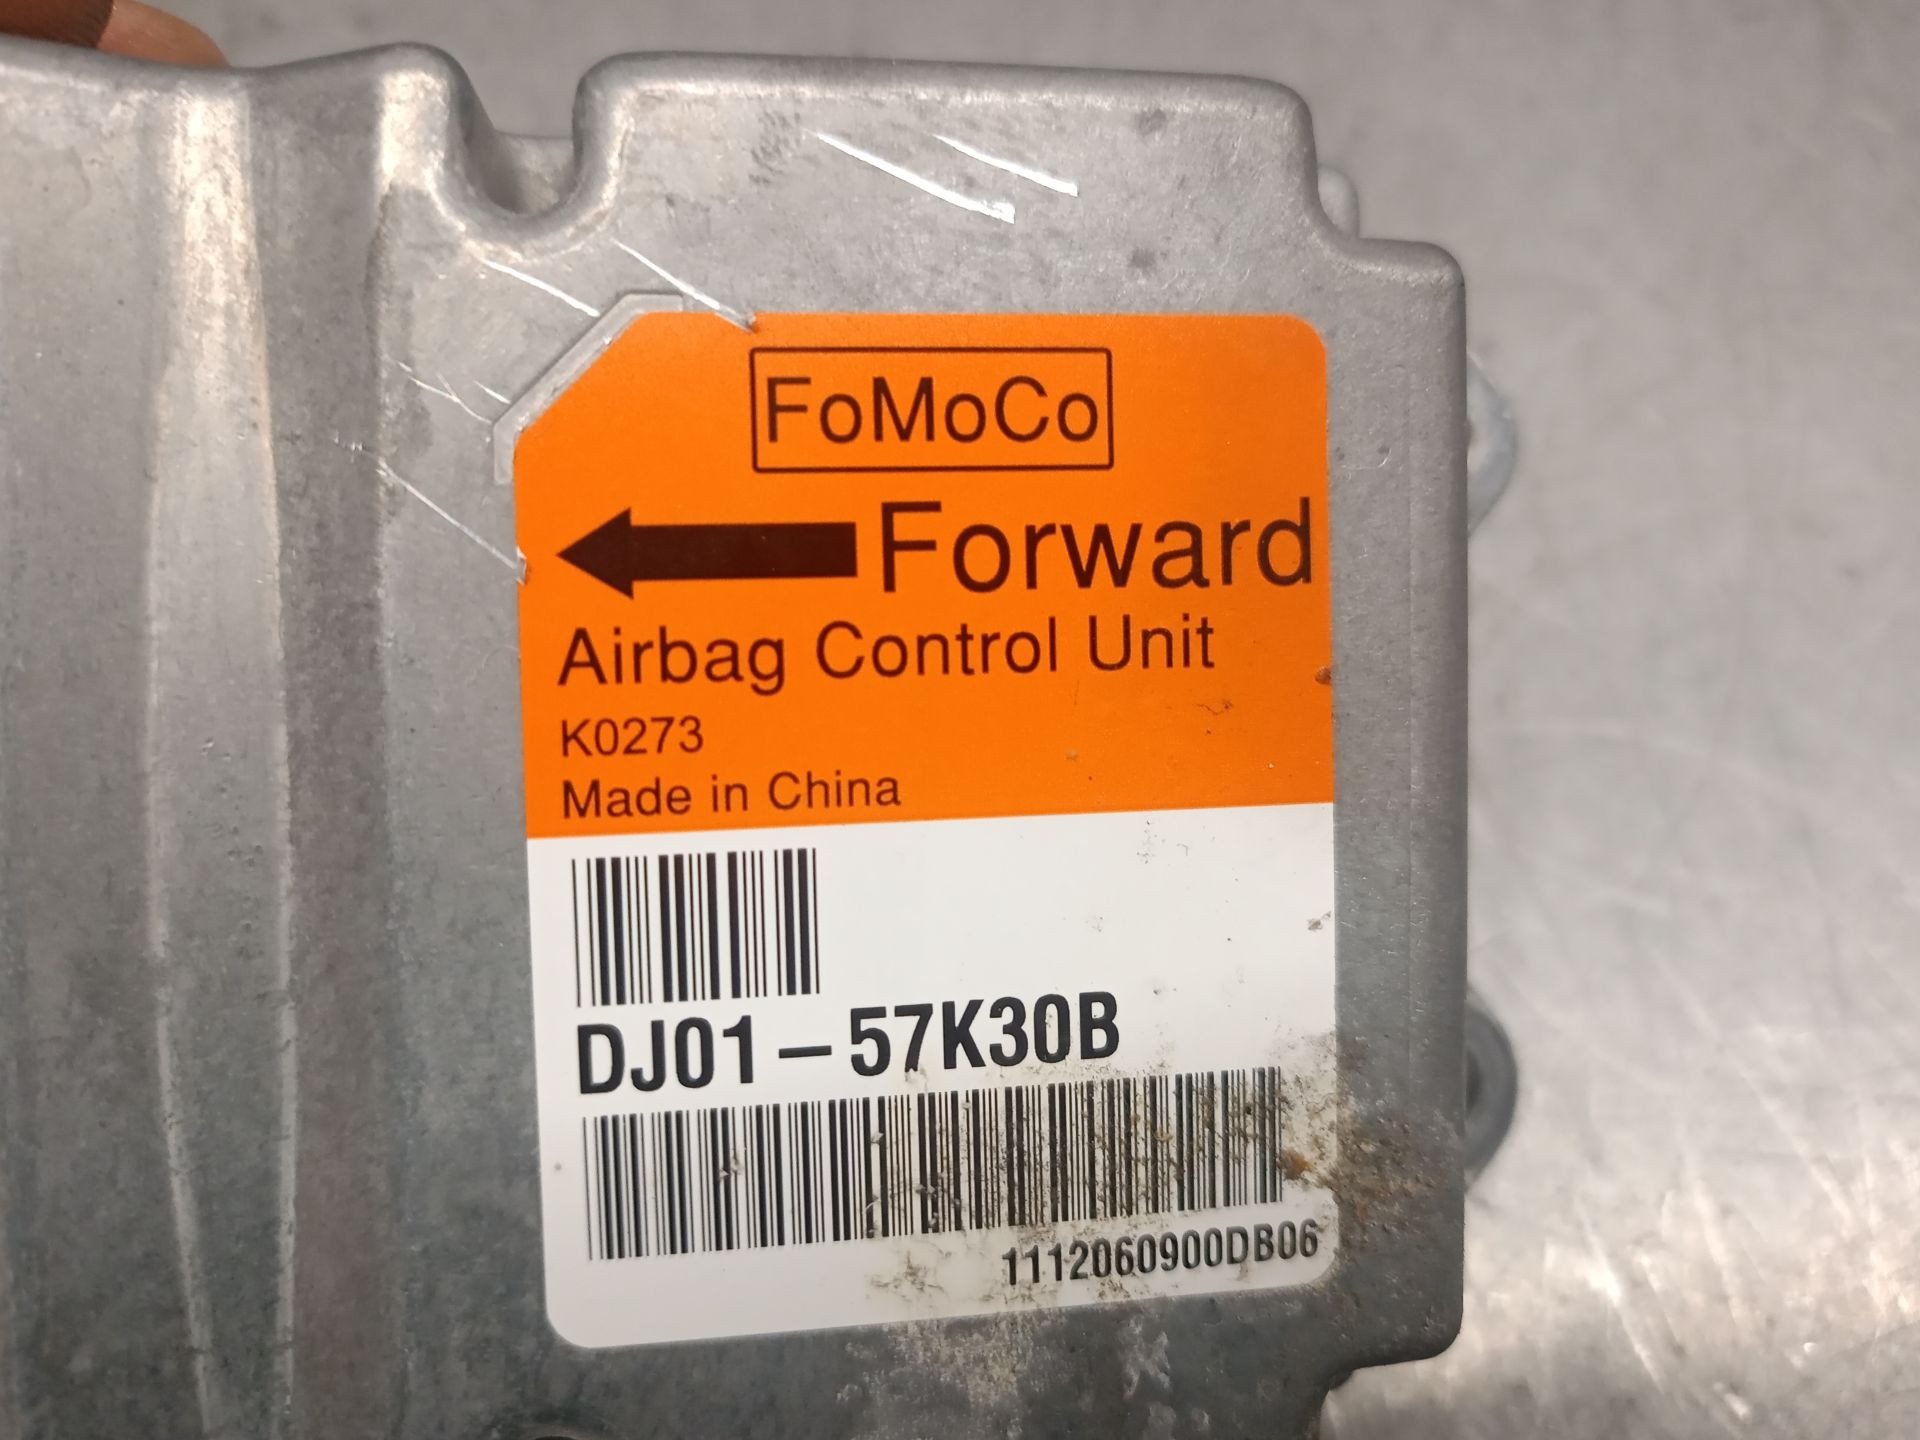 FoMoCo
Forward
Airbag Control Unit
K0273
Made in China
DJ01-57K30B
1112060900DB06